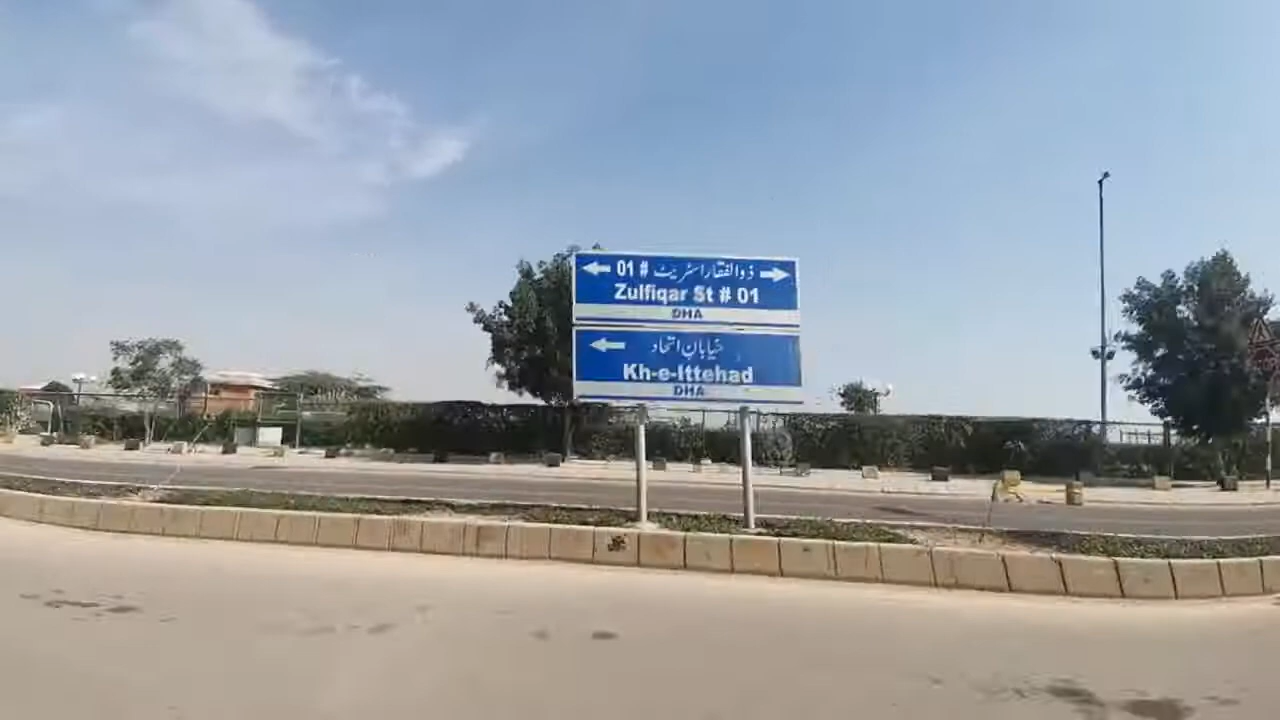 ذوالفقار اسٹریٹ # 01
Zulfiqar St # 01
DHA
خیابانِ اتحاد
Kh-e-Ittehad
DHA